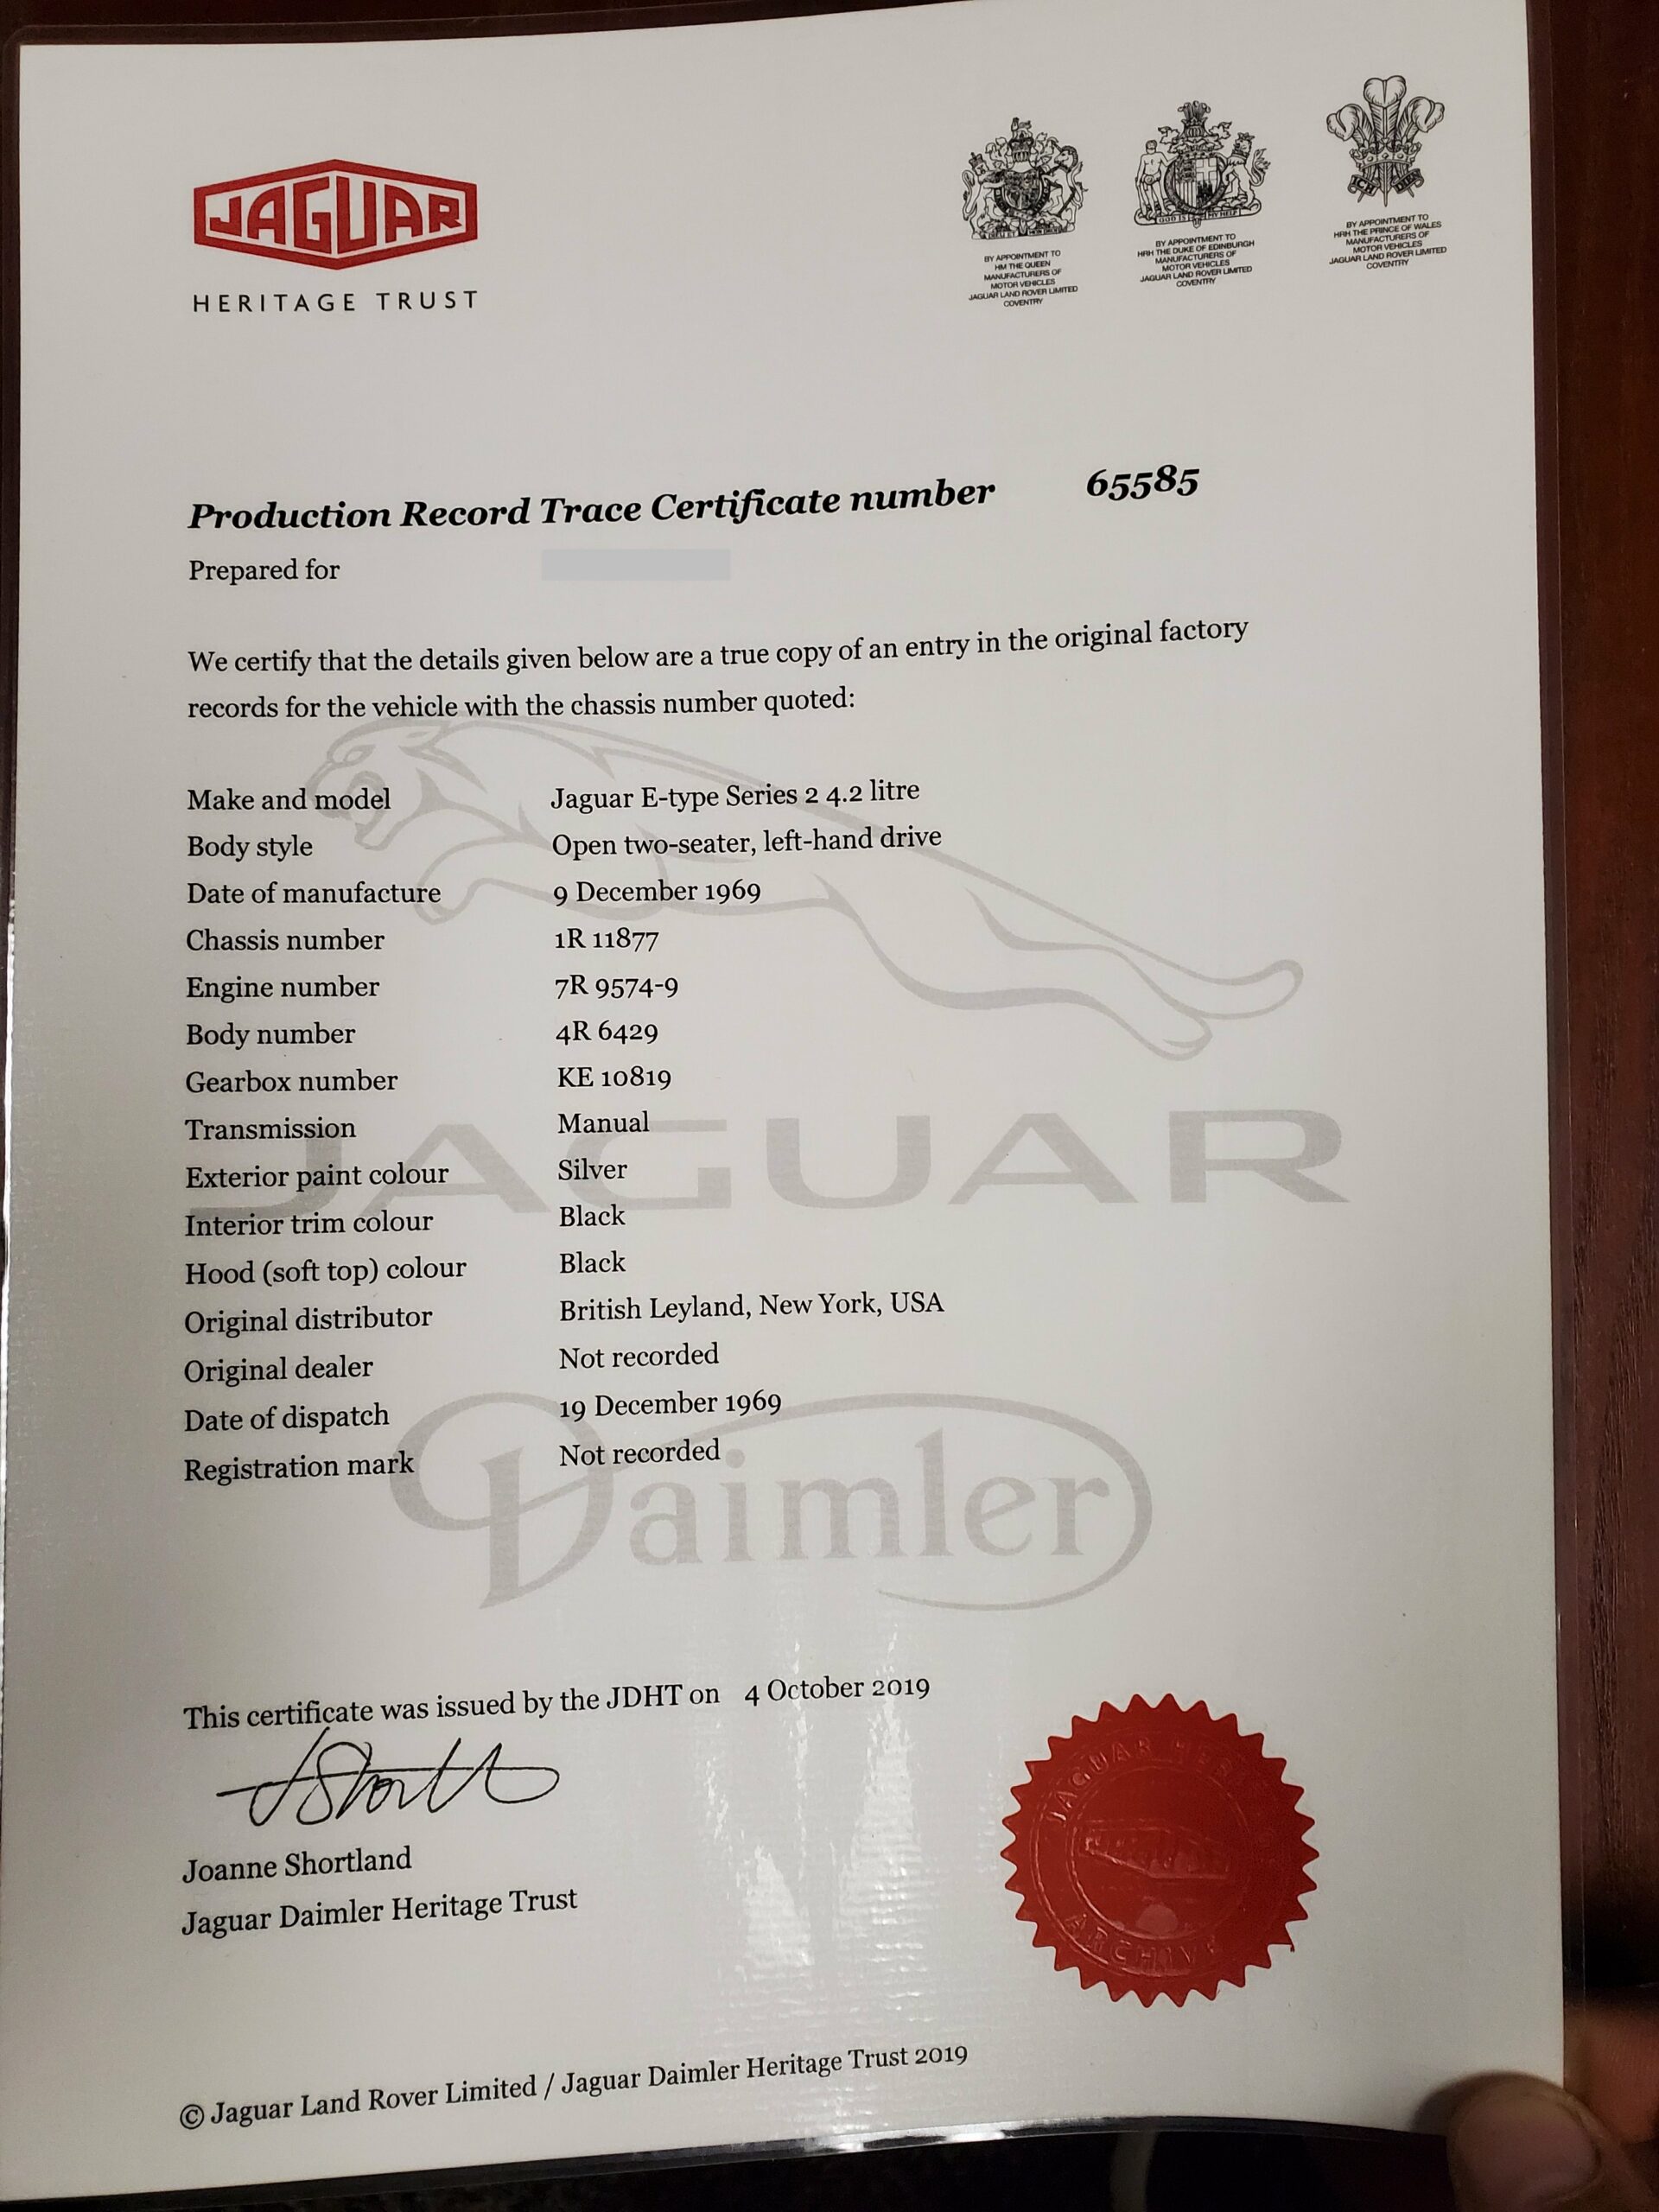 JAGUAR
HERITAGE TRUST
BY APPOINTMENT TO
HM THE QUEEN
MANUFACTURERS OF
MOTOR VEHICLES
JAGUAR LAND ROVER LIMITED
COVENTRY
BY APPOINTMENT TO
HRH THE DUKE OF EDINBURGH
MANUFACTURERS OF
MOTOR VEHICLES
JAGUAR LAND ROVER LIMITED
COVENTRY
ICH DIEN
BY APPOINTMENT TO
HRH THE PRINCE OF WALES
MANUFACTURERS OF
MOTOR VEHICLES
JAGUAR LAND ROVER LIMITED
COVENTRY
Production Record Trace Certificate number 65585
Prepared for
We certify that the details given below are a true copy of an entry in the original factory
records for the vehicle with the chassis number quoted:
Make and model Jaguar E-type Series 2 4.2 litre
Body style Open two-seater, left-hand drive
Date of manufacture 9 December 1969
Chassis number 1R 11877
Engine number 7R 9574-9
Body number 4R 6429
Gearbox number KE 10819
Transmission Manual
Exterior paint colour Silver
Interior trim colour Black
Hood (soft top) colour Black
Original distributor British Leyland, New York, USA
Original dealer Not recorded
Date of dispatch 19 December 1969
Registration mark Not recorded
JAGUAR
Daimler
This certificate was issued by the JDHT on 4 October 2019
Joanne Shortland
Jaguar Daimler Heritage Trust
JAGUAR
ARCHIVE
© Jaguar Land Rover Limited / Jaguar Daimler Heritage Trust 2019